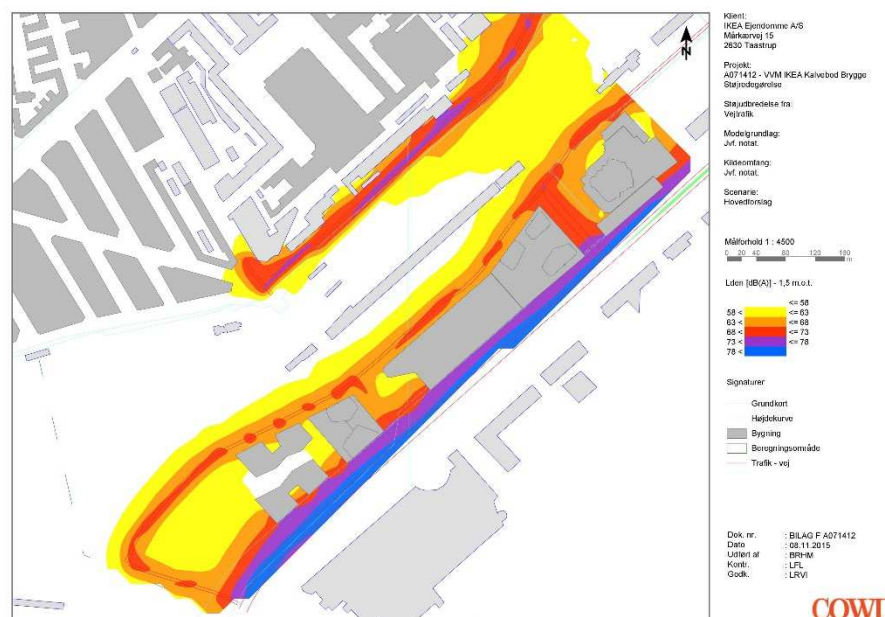 N
Klient:
IKEA Ejendomme A/S
Mårkærvej 15
2630 Taastrup
Projekt:
A071412 - VVM IKEA Kalvebod Brygge
Støjredegørelse
Støjudbredelse fra:
Vejtrafik
Modelgrundlag:
Jvf. notat.
Kildeomfang:
Jvf. notat.
Scenarie:
Hovedforslag
Målforhold 1 : 4500
0 20 40 80 120 160
m
Lden [dB(A)] - 1,5 m.o.t.
<= 58
58 < <= 63
63 < <= 68
68 < <= 73
73 < <= 78
78 <
Signaturer
Grundkort
Højdekurve
Bygning
Beregningsområde
Trafik - vej
Dok. nr. : BILAG F A071412
Dato : 08.11.2015
Udført af : BRHM
Kontr. : LFL
Godk. : LRVI
COWI